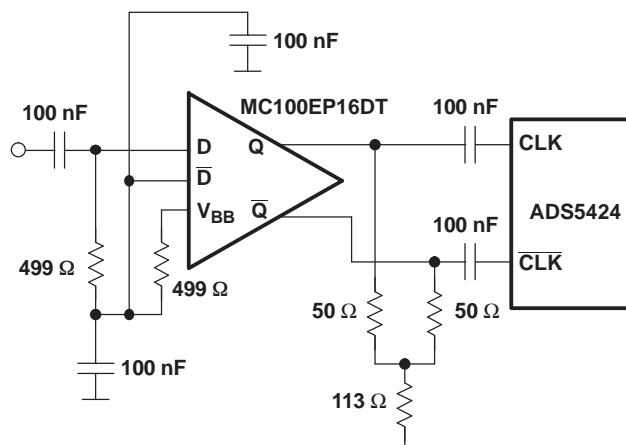 100 nF
MC100EP16DT
100 nF
100 nF
D
Q
CLK
D̅
ADS5424
V_BB
Q̅
100 nF
C̅L̅K̅
499 Ω
499 Ω
50 Ω
50 Ω
100 nF
113 Ω